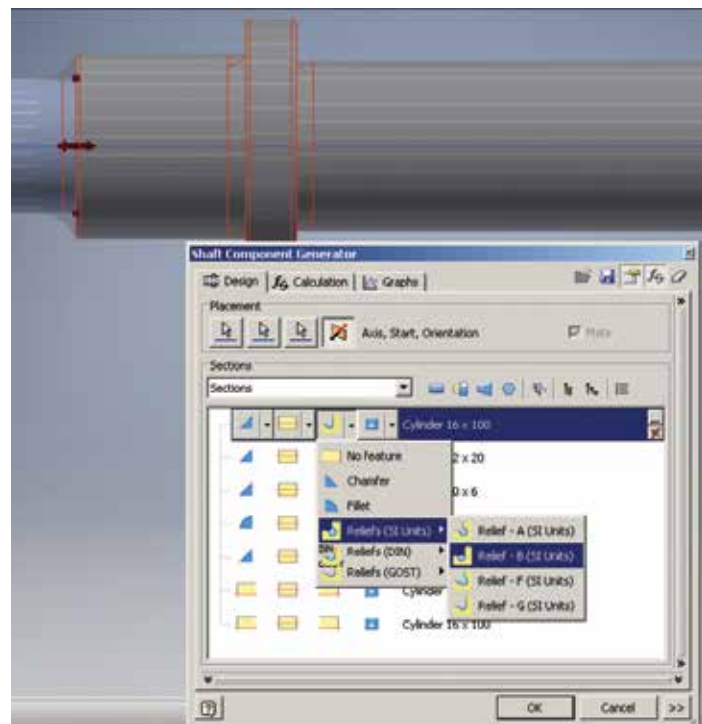 Shaft Component Generator
Design Calculation Graphs
Placement
Axis, Start, Orientation Mate
Sections
Sections
Cylinder 16 x 100
No feature
2 x 20
Chamfer
0 x 6
Fillet
Reliefs (SI Units) Relief - A (SI Units)
Reliefs (DIN) Relief - B (SI Units)
Reliefs (GOST) Relief - F (SI Units)
Cylinder
Relief - G (SI Units)
Cylinder 16 x 100
OK Cancel >>